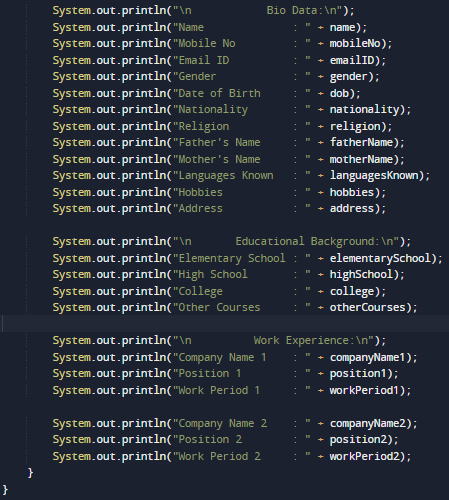 System.out.println("\n            Bio Data:\n");
System.out.println("Name              : " + name);
System.out.println("Mobile No         : " + mobileNo);
System.out.println("Email ID          : " + emailID);
System.out.println("Gender            : " + gender);
System.out.println("Date of Birth     : " + dob);
System.out.println("Nationality       : " + nationality);
System.out.println("Religion          : " + religion);
System.out.println("Father's Name     : " + fatherName);
System.out.println("Mother's Name     : " + motherName);
System.out.println("Languages Known   : " + languagesKnown);
System.out.println("Hobbies           : " + hobbies);
System.out.println("Address           : " + address);
System.out.println("\n       Educational Background:\n");
System.out.println("Elementary School : " + elementarySchool);
System.out.println("High School       : " + highSchool);
System.out.println("College           : " + college);
System.out.println("Other Courses     : " + otherCourses);
System.out.println("\n          Work Experience:\n");
System.out.println("Company Name 1    : " + companyName1);
System.out.println("Position 1        : " + position1);
System.out.println("Work Period 1     : " + workPeriod1);
System.out.println("Company Name 2    : " + companyName2);
System.out.println("Position 2        : " + position2);
System.out.println("Work Period 2     : " + workPeriod2);
}
}